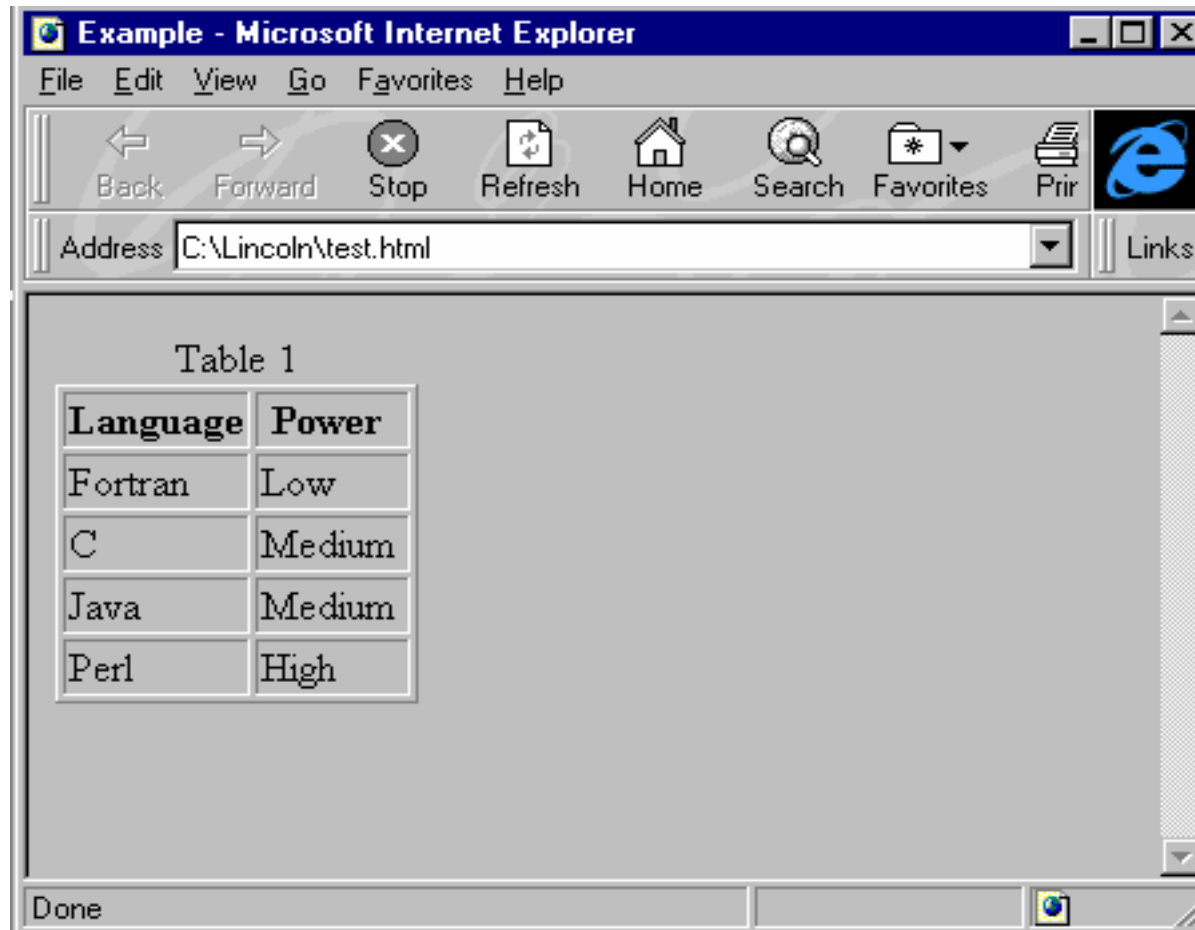 Example - Microsoft Internet Explorer
File Edit View Go Favorites Help
Back Forward Stop Refresh Home Search Favorites Prir
Address C:\Lincoln\test.html Links
Table 1
Language Power
Fortran Low
C Medium
Java Medium
Perl High
Done